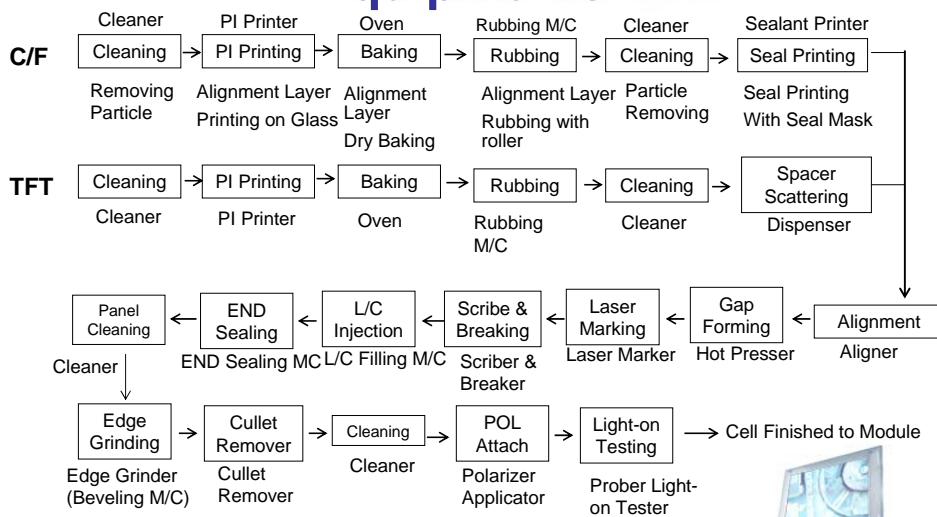 Cleaner
PI Printer
Oven
Rubbing M/C
Cleaner
Sealant Printer
C/F
Cleaning
PI Printing
Baking
Rubbing
Cleaning
Seal Printing
Removing
Particle
Alignment Layer
Printing on Glass
Alignment
Layer
Dry Baking
Alignment Layer
Rubbing with
roller
Particle
Removing
Seal Printing
With Seal Mask
TFT
Cleaning
PI Printing
Baking
Rubbing
Cleaning
Spacer
Scattering
Cleaner
PI Printer
Oven
Rubbing
M/C
Cleaner
Dispenser
Alignment
Aligner
Gap
Forming
Hot Presser
Laser
Marking
Laser Marker
Scribe &
Breaking
Scriber &
Breaker
L/C
Injection
L/C Filling M/C
END
Sealing
END Sealing MC
Panel
Cleaning
Cleaner
Edge
Grinding
Edge Grinder
(Beveling M/C)
Cullet
Remover
Cullet
Remover
Cleaning
Cleaner
POL
Attach
Polarizer
Applicator
Light-on
Testing
Prober Light-
on Tester
Cell Finished to Module